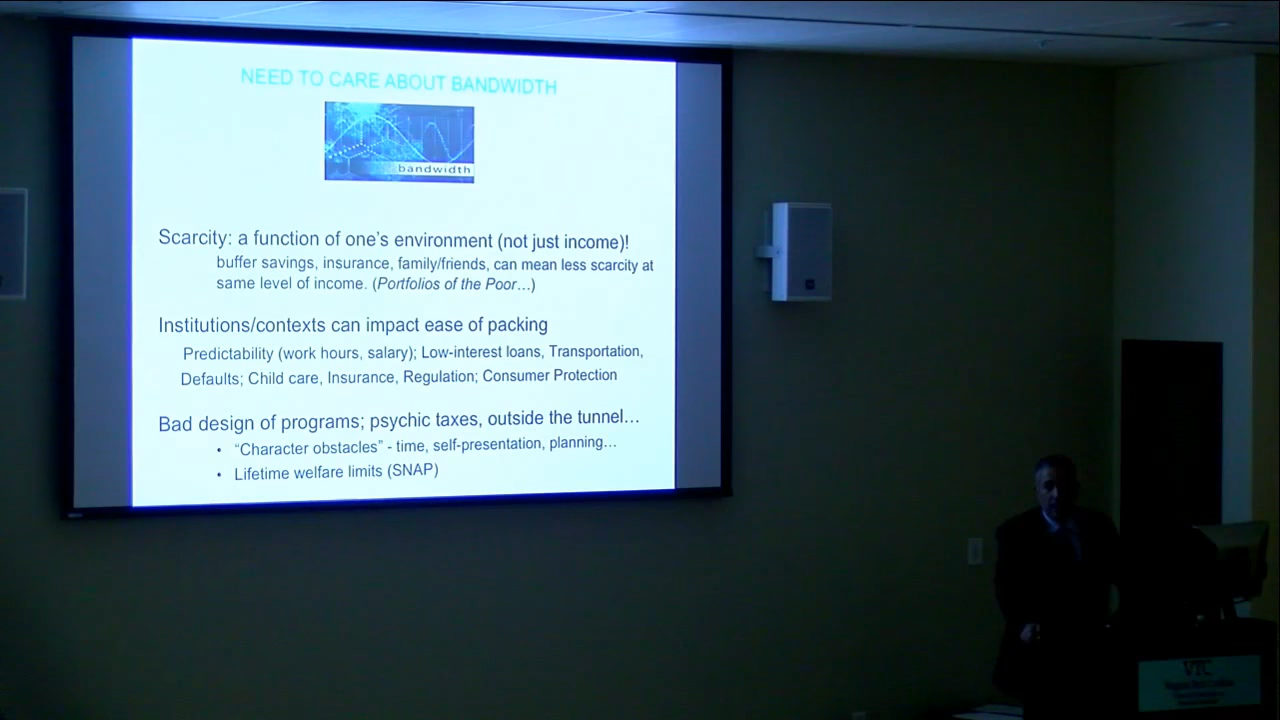 NEED TO CARE ABOUT BANDWIDTH
bandwidth
Scarcity: a function of one’s environment (not just income)!
buffer savings, insurance, family/friends, can mean less scarcity at
same level of income. (Portfolios of the Poor…)
Institutions/contexts can impact ease of packing
Predictability (work hours, salary); Low-interest loans, Transportation,
Defaults; Child care, Insurance, Regulation; Consumer Protection
Bad design of programs; psychic taxes, outside the tunnel…
• “Character obstacles” - time, self-presentation, planning…
• Lifetime welfare limits (SNAP)
VTC